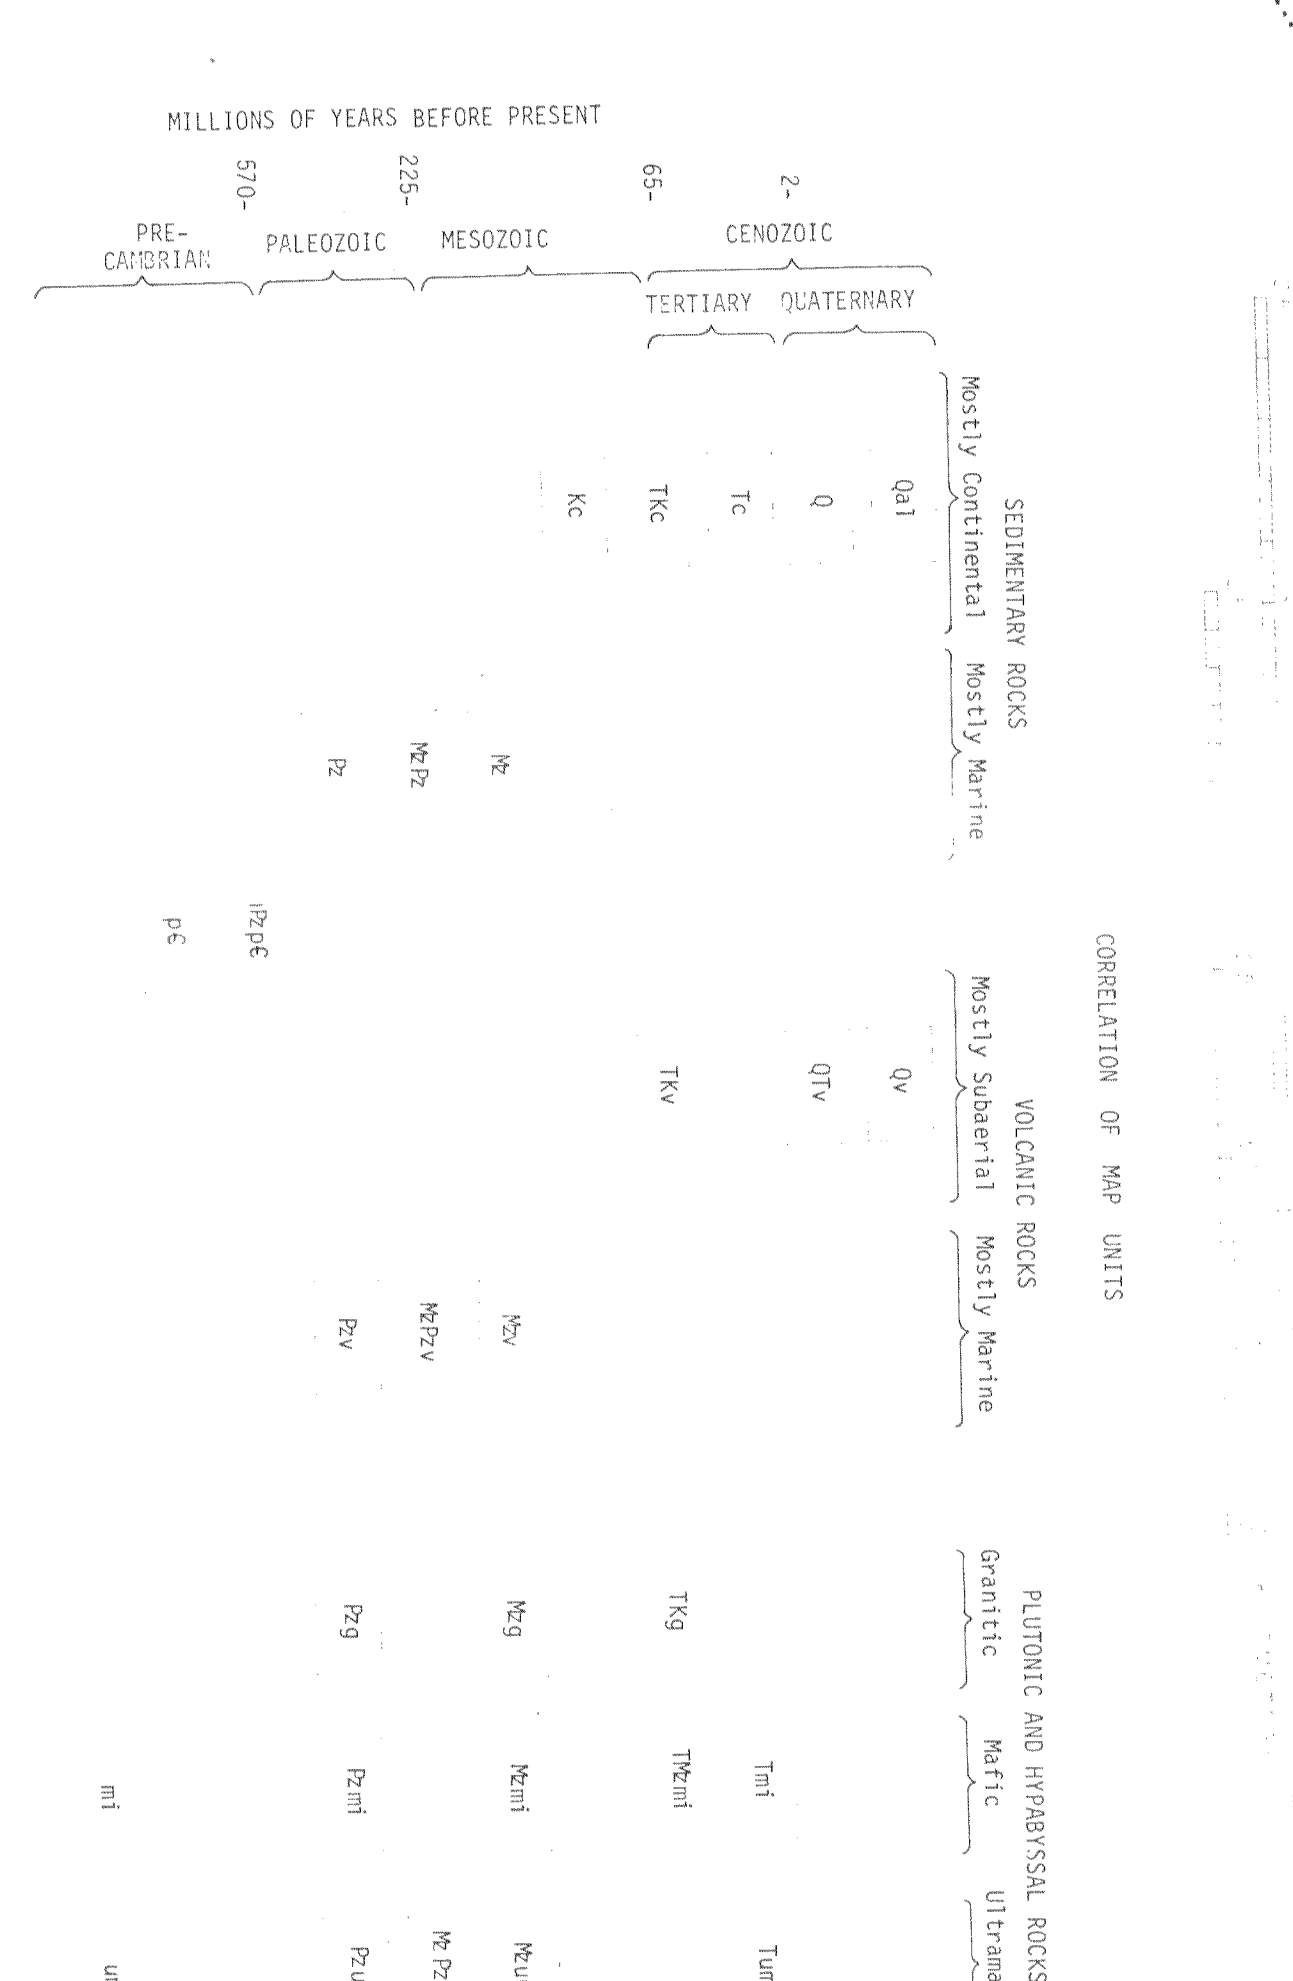 CORRELATION OF MAP UNITS
SEDIMENTARY ROCKS
VOLCANIC ROCKS
PLUTONIC AND HYPABYSSAL ROCKS
Mostly Continental
Mostly Marine
Mostly Subaerial
Mostly Marine
Granitic
Mafic
MILLIONS OF YEARS BEFORE PRESENT
CENOZOIC
QUATERNARY
Qal
Qv
2-
Q
QTv
TERTIARY
Tc
Tmi
65-
TKc
TKv
TKg
TMzmi
MESOZOIC
Kc
Mz
Mzv
Mzg
Mzmi
225-
MzPz
MzPzv
PALEOZOIC
Pz
Pzv
Pzg
Pzmi
570-
PRE-
CAMBRIAN
p€
mi